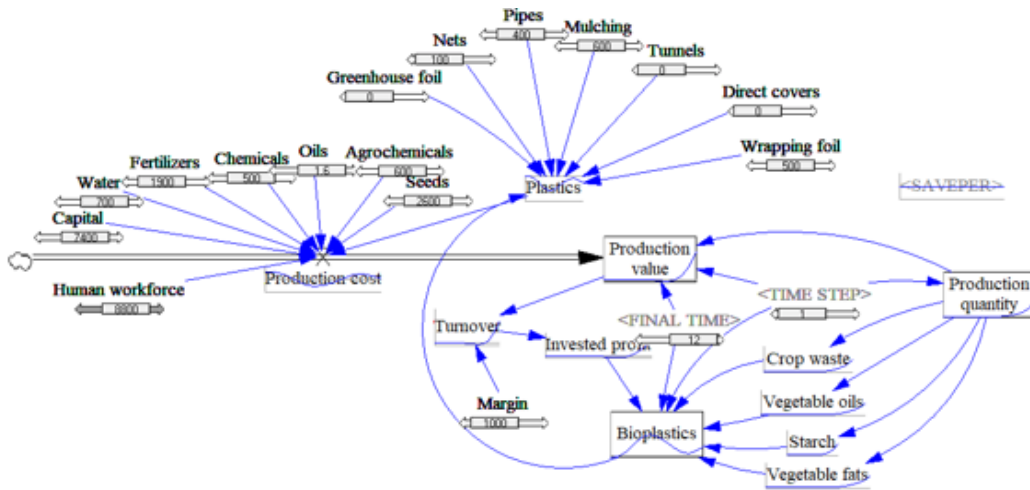 Pipes
400
Mulching
600
Nets
100
Tunnels
0
Greenhouse foil
0
Direct covers
0
Wrapping foil
500
Plastics
<SAVEPER>
Fertilizers
1900
Chemicals
500
Oils
1.6
Agrochemicals
600
Water
700
Seeds
2600
Capital
7400
Production cost
Human workforce
8800
Production
value
Production
quantity
<TIME STEP>
1
<FINAL TIME>
12
Turnover
Invested profit
Crop waste
Margin
1000
Vegetable oils
Bioplastics
Starch
Vegetable fats